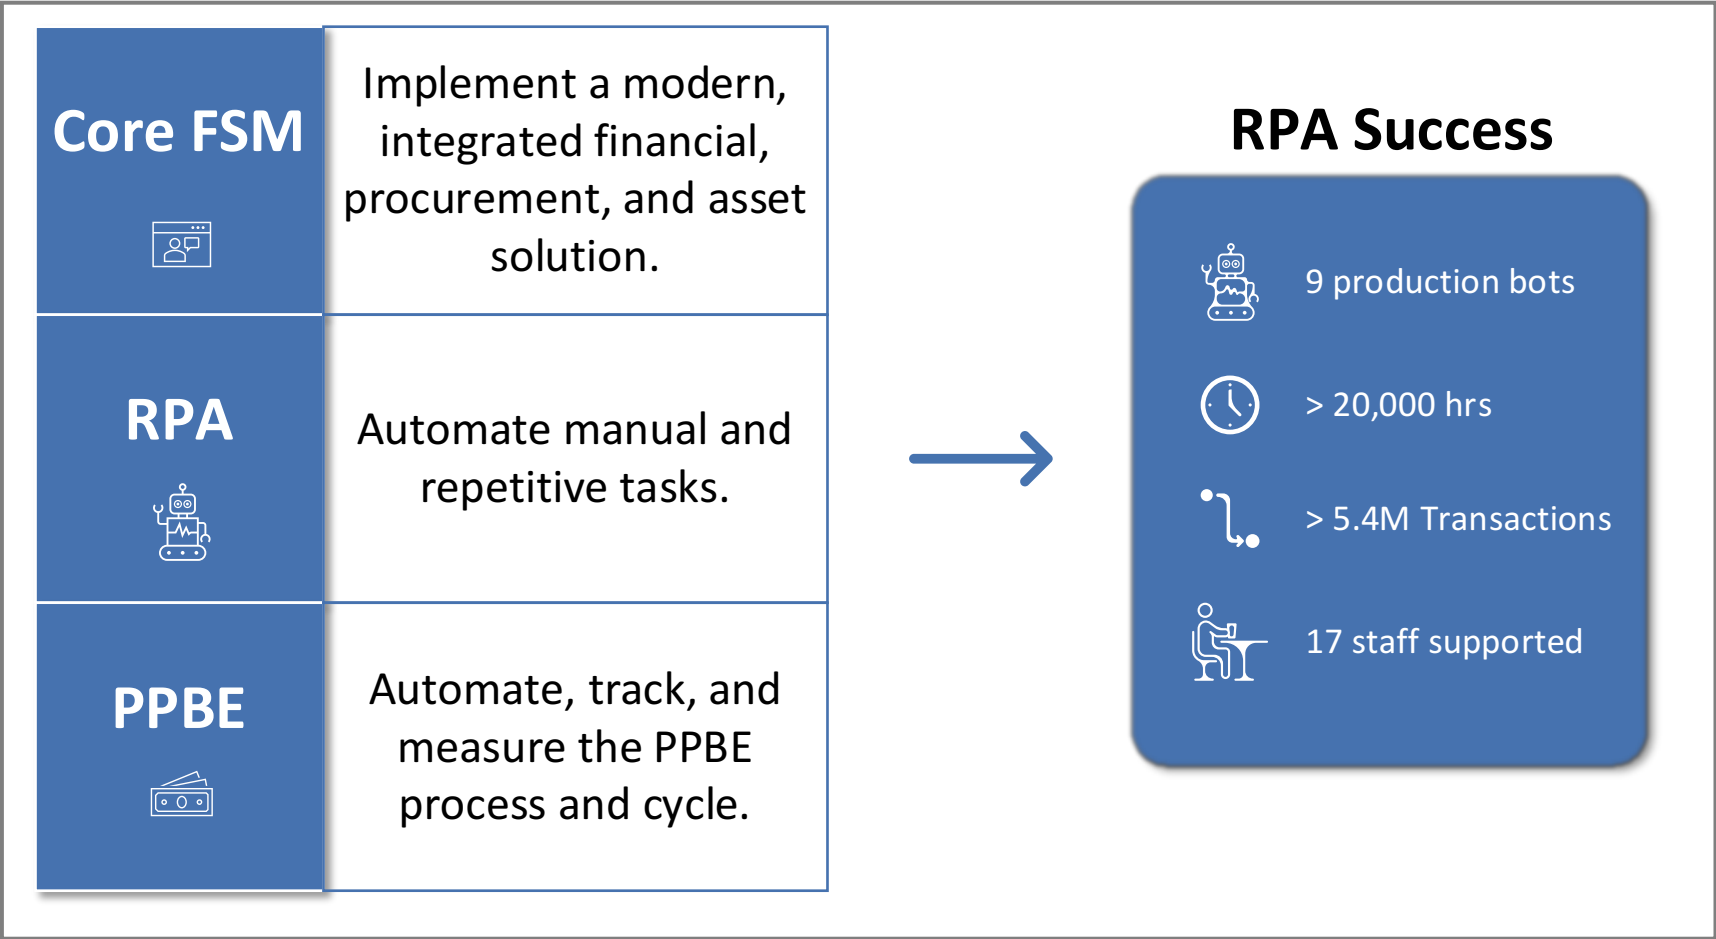 Core FSM
Implement a modern,
integrated financial,
procurement, and asset
solution.
RPA
Automate manual and
repetitive tasks.
PPBE
Automate, track, and
measure the PPBE
process and cycle.
RPA Success
9 production bots
> 20,000 hrs
> 5.4M Transactions
17 staff supported